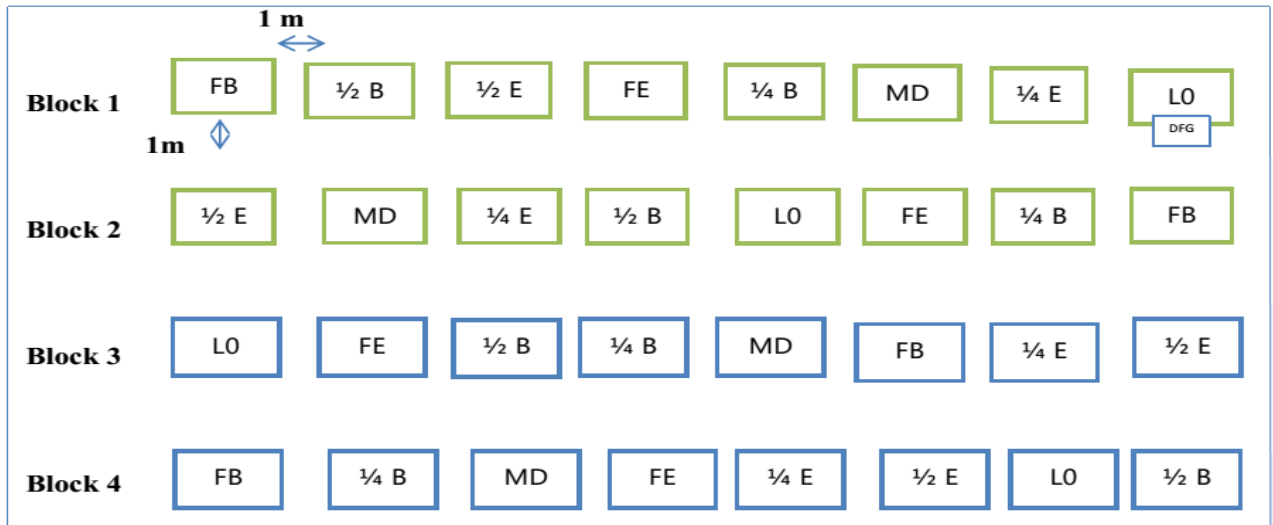 1 m
Block 1 FB ½ B ½ E FE ¼ B MD ¼ E L0
DFG
1m
Block 2 ½ E MD ¼ E ½ B L0 FE ¼ B FB
Block 3 L0 FE ½ B ¼ B MD FB ¼ E ½ E
Block 4 FB ¼ B MD FE ¼ E ½ E L0 ½ B